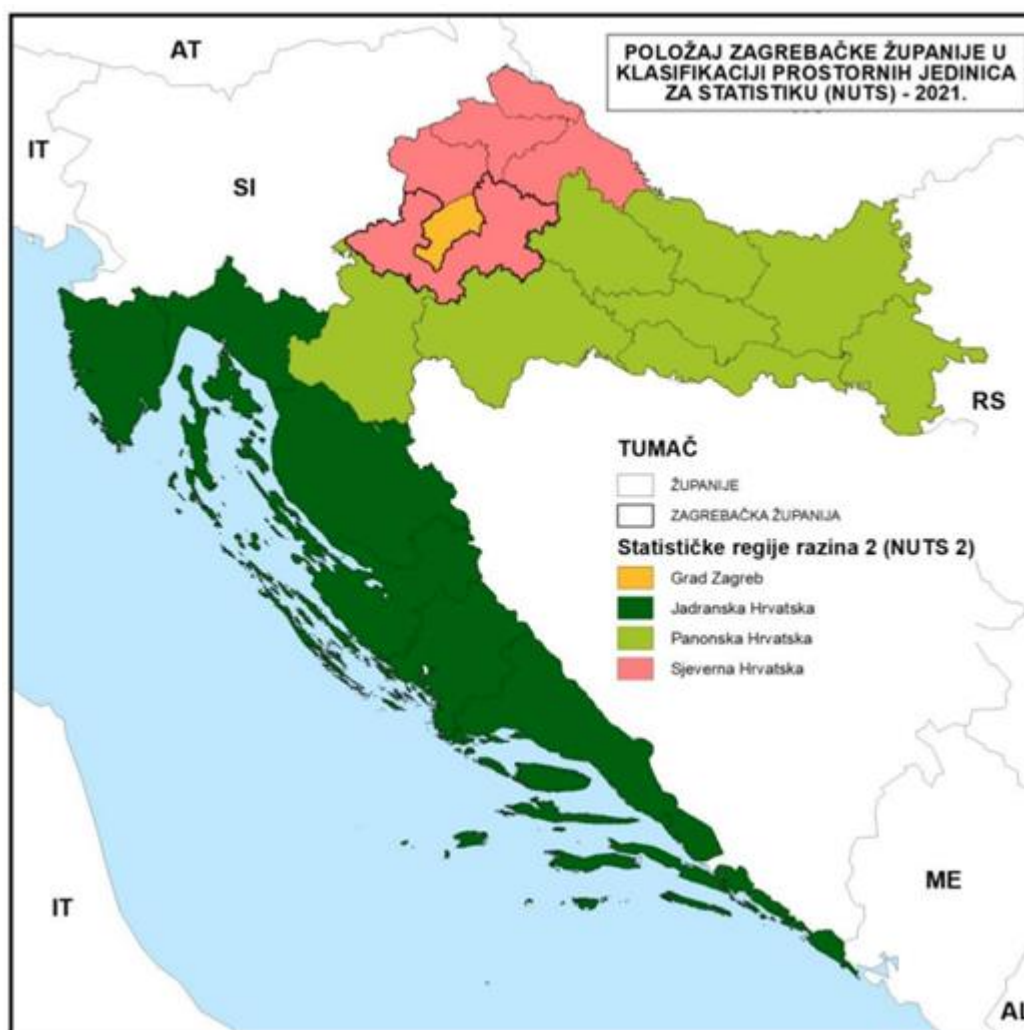 POLOŽAJ ZAGREBAČKE ŽUPANIJE U
KLASIFIKACIJI PROSTORNIH JEDINICA
ZA STATISTIKU (NUTS) - 2021.
AT
IT
SI
RS
TUMAČ
ŽUPANIJE
ZAGREBAČKA ŽUPANIJA
Statističke regije razina 2 (NUTS 2)
Grad Zagreb
Jadranska Hrvatska
Panonska Hrvatska
Sjeverna Hrvatska
ME
IT
AL